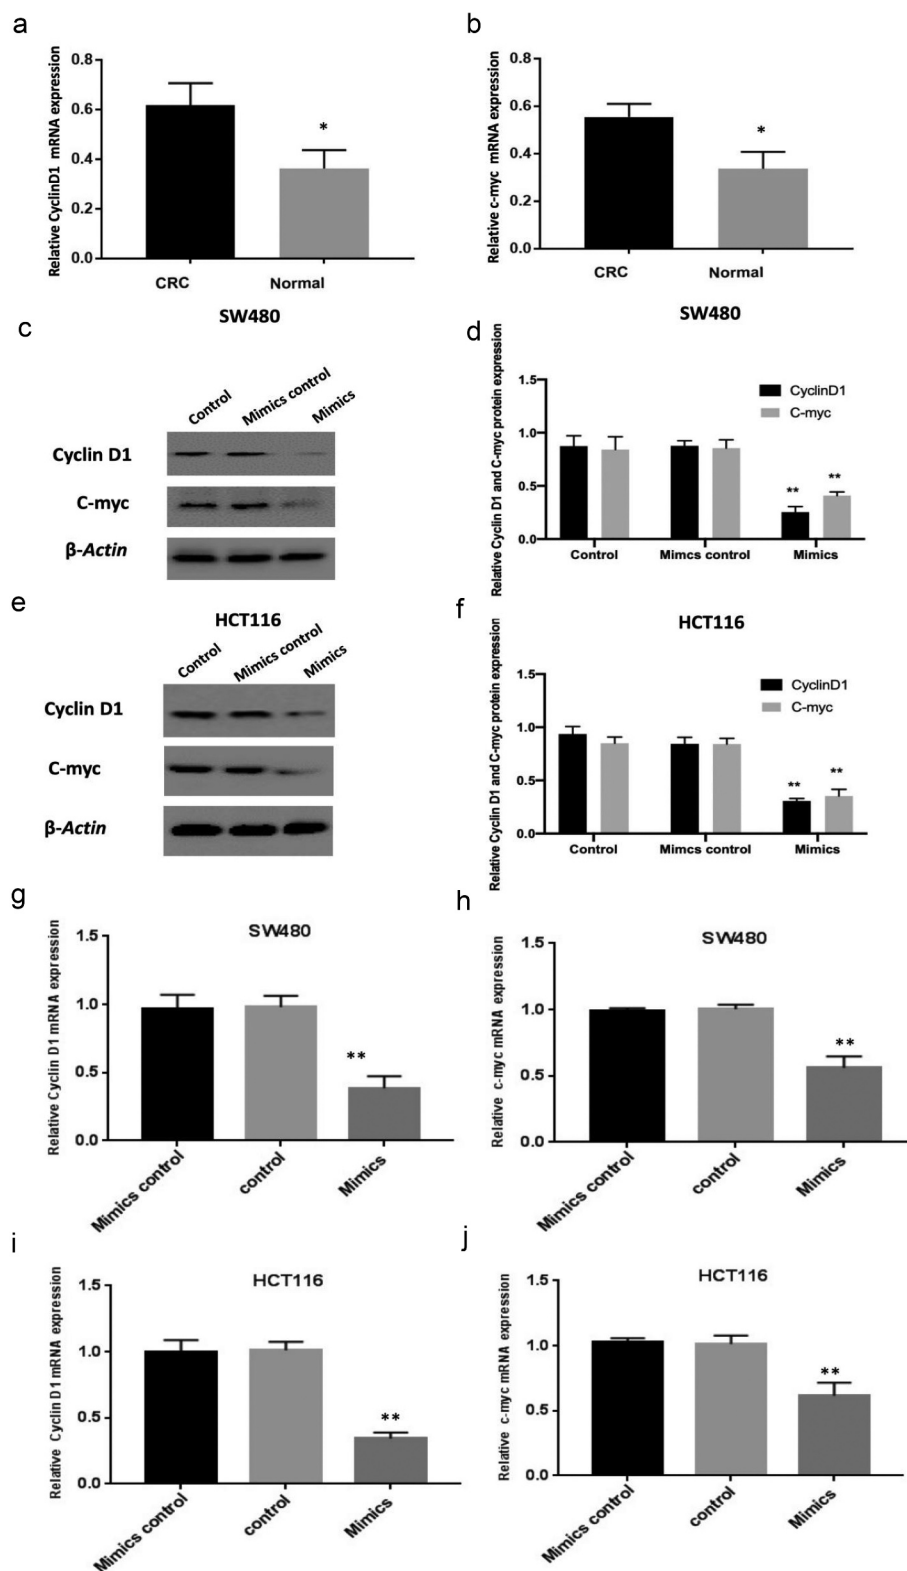 a
Relative CyclinD1 mRNA expression
0.8
0.6
0.4
0.2
0.0
*
CRC
Normal
b
Relative c-myc mRNA expression
0.8
0.6
0.4
0.2
0.0
*
CRC
Normal
c
SW480
Control
Mimics control
Mimics
Cyclin D1
C-myc
β-Actin
d
SW480
Relative Cyclin D1 and C-myc protein expression
1.5
1.0
0.5
0.0
CyclinD1
C-myc
**
**
Control
Mimcs control
Mimics
e
HCT116
Control
Mimics control
Mimics
Cyclin D1
C-myc
β-Actin
f
HCT116
Relative Cyclin D1 and C-myc protein expression
1.5
1.0
0.5
0.0
CyclinD1
C-myc
**
**
Control
Mimcs control
Mimics
g
SW480
Relative Cyclin D1 mRNA expression
1.5
1.0
0.5
0.0
**
Mimics control
control
Mimics
h
SW480
Relative c-myc mRNA expression
1.5
1.0
0.5
0.0
**
Mimics control
control
Mimics
i
HCT116
Relative Cyclin D1 mRNA expression
1.5
1.0
0.5
0.0
**
Mimics control
control
Mimics
j
HCT116
Relative c-myc mRNA expression
1.5
1.0
0.5
0.0
**
Mimics control
control
Mimics